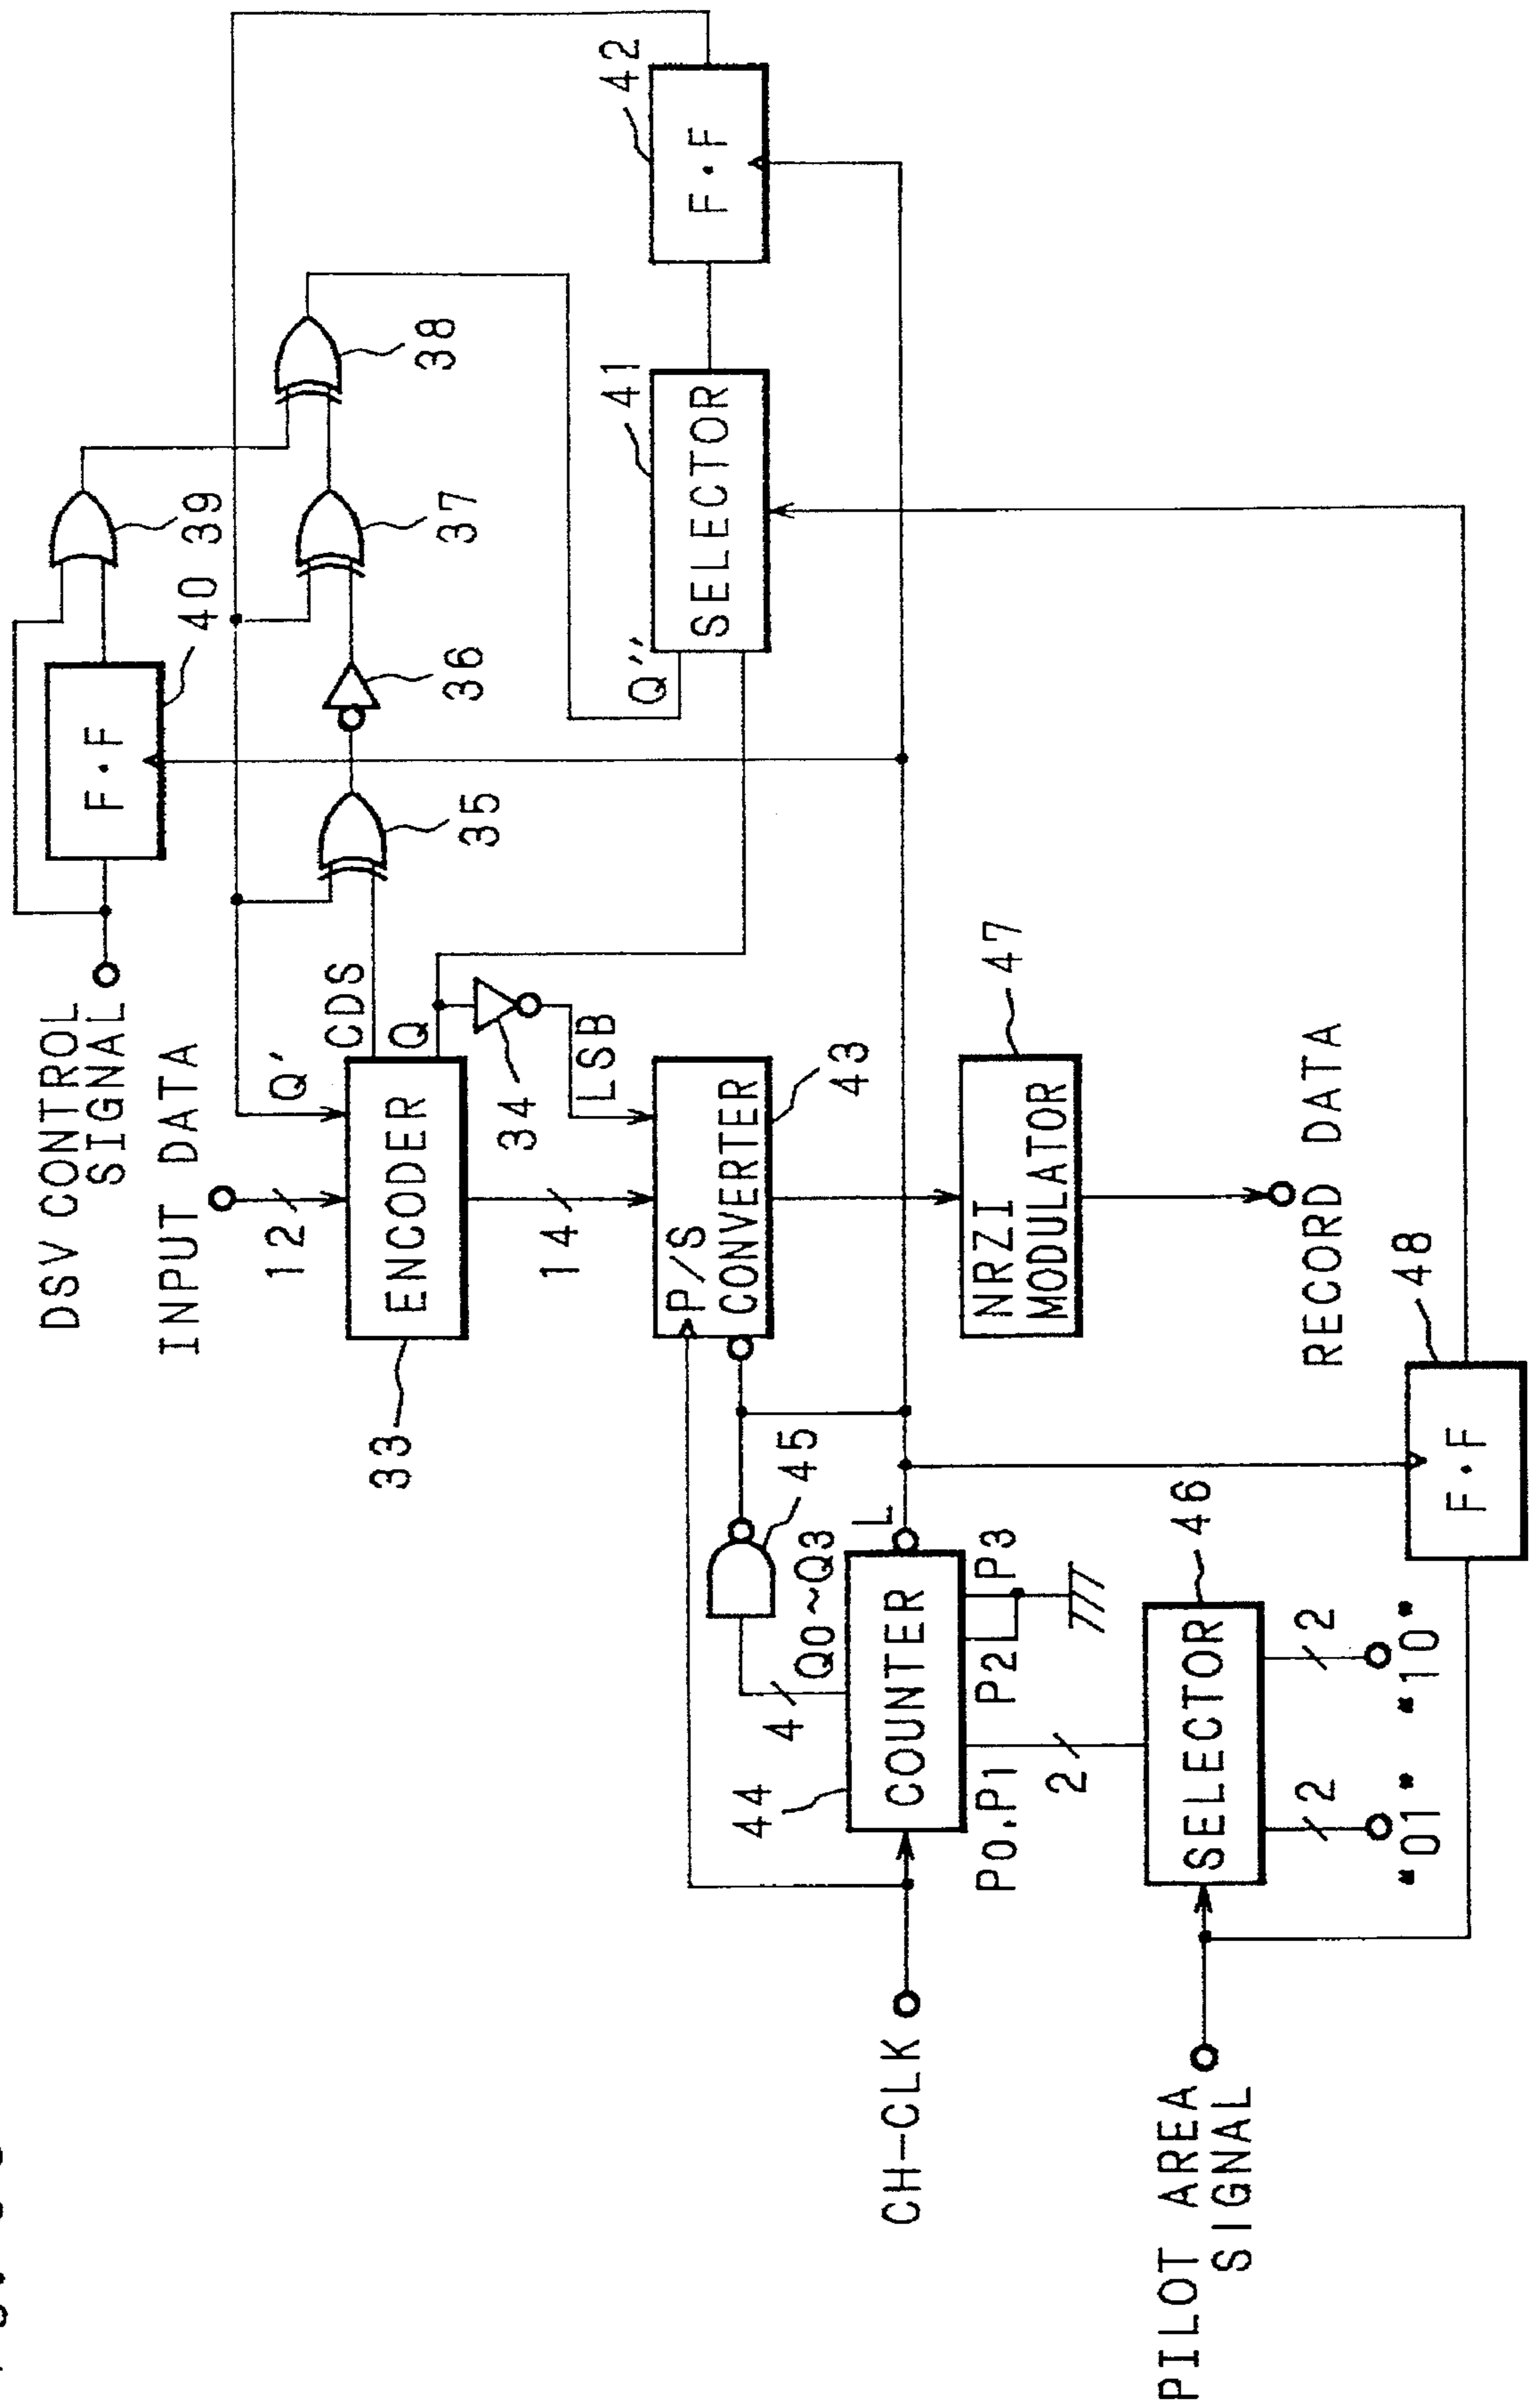 DSV CONTROL
SIGNAL
INPUT DATA
12
Q'
F・F
40
39
38
37
36
35
CDS
Q
ENCODER
33
34
LSB
14
P/S
CONVERTER
43
Q''
SELECTOR
41
F・F
42
NRZI
MODULATOR
47
RECORD DATA
CH-CLK
44
COUNTER
4
Q0~Q3
45
L
P0.P1
P2
P3
2
SELECTOR
46
2
"01"
2
"10"
PILOT AREA
SIGNAL
F・F
48